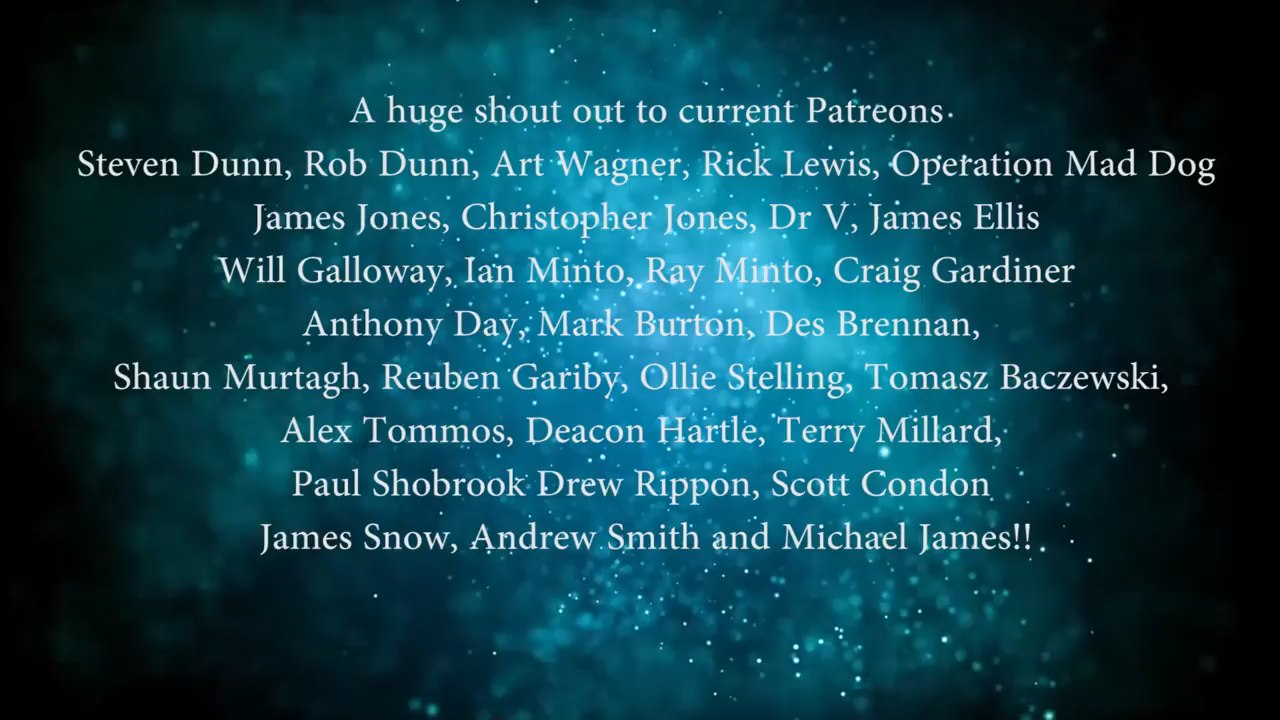 A huge shout out to current Patreons
Steven Dunn, Rob Dunn, Art Wagner, Rick Lewis, Operation Mad Dog
James Jones, Christopher Jones, Dr V, James Ellis
Will Galloway, Ian Minto, Ray Minto, Craig Gardiner
Anthony Day, Mark Burton, Des Brennan,
Shaun Murtagh, Reuben Gariby, Ollie Stelling, Tomasz Baczewski,
Alex Tommos, Deacon Hartle, Terry Millard,
Paul Shobrook Drew Rippon, Scott Condon
James Snow, Andrew Smith and Michael James!!